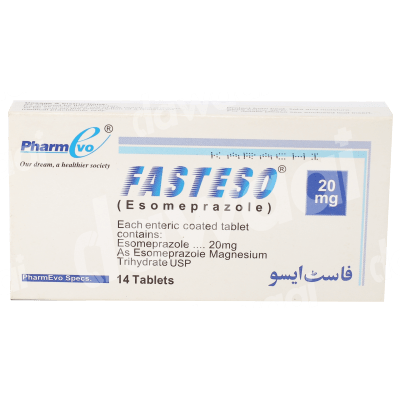 PharmEvo®
Our dream, a healthier society
FASTESO®
(Esomeprazole)
20
mg
Each enteric coated tablet
contains:
Esomeprazole .... 20mg
As Esomeprazole Magnesium
Trihydrate USP
فاست ایسو
PharmEvo Specs.
14 Tablets